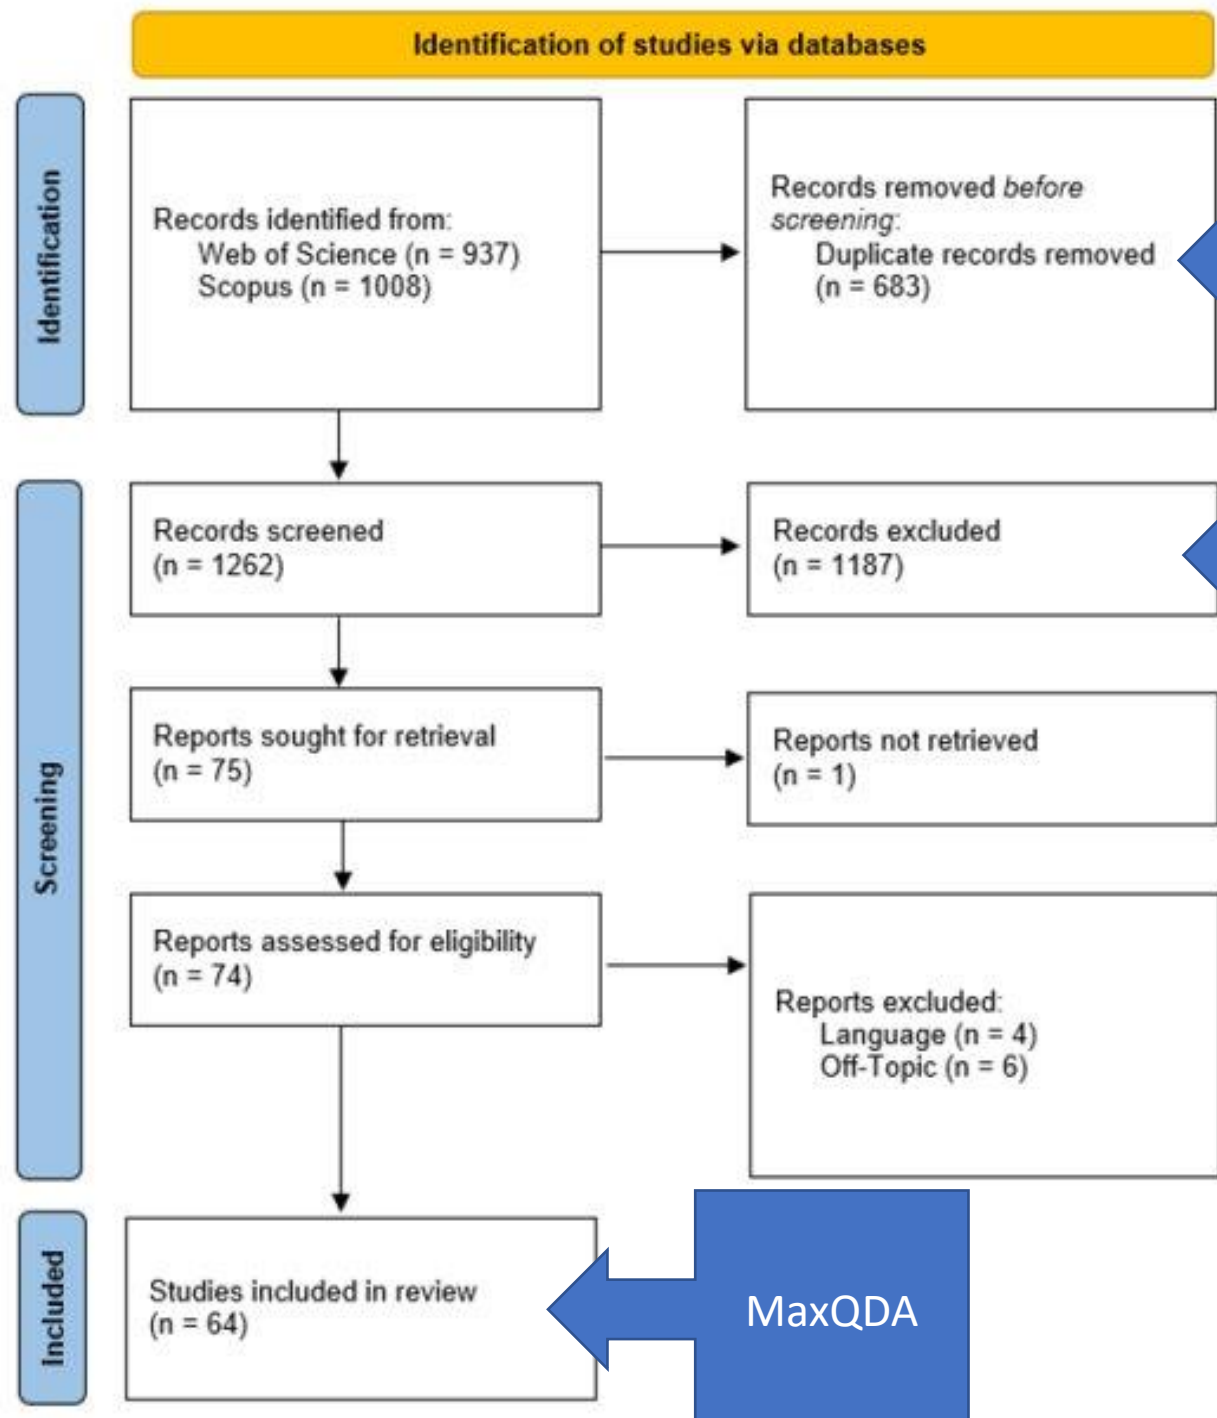 Identification of studies via databases
Identification
Records identified from:
Web of Science (n = 937)
Scopus (n = 1008)
Records removed before
screening:
Duplicate records removed
(n = 683)
Screening
Records screened
(n = 1262)
Records excluded
(n = 1187)
Reports sought for retrieval
(n = 75)
Reports not retrieved
(n = 1)
Reports assessed for eligibility
(n = 74)
Reports excluded:
Language (n = 4)
Off-Topic (n = 6)
Included
Studies included in review
(n = 64)
MaxQDA